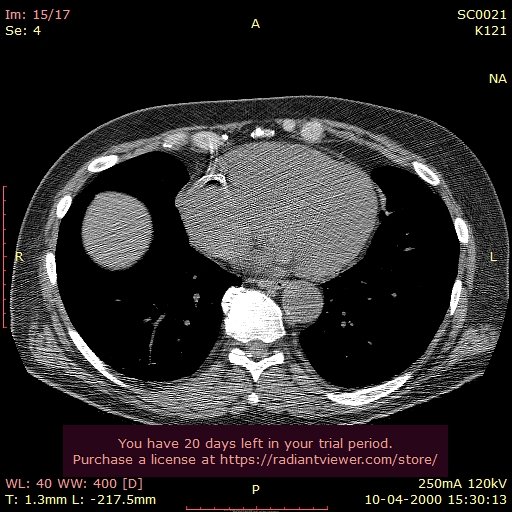 Im: 15/17
Se: 4
A
SC0021
K121
NA
R
L
You have 20 days left in your trial period.
Purchase a license at https://radiantviewer.com/store/
WL: 40 WW: 400 [D]
T: 1.3mm L: -217.5mm
P
250mA 120kV
10-04-2000 15:30:13